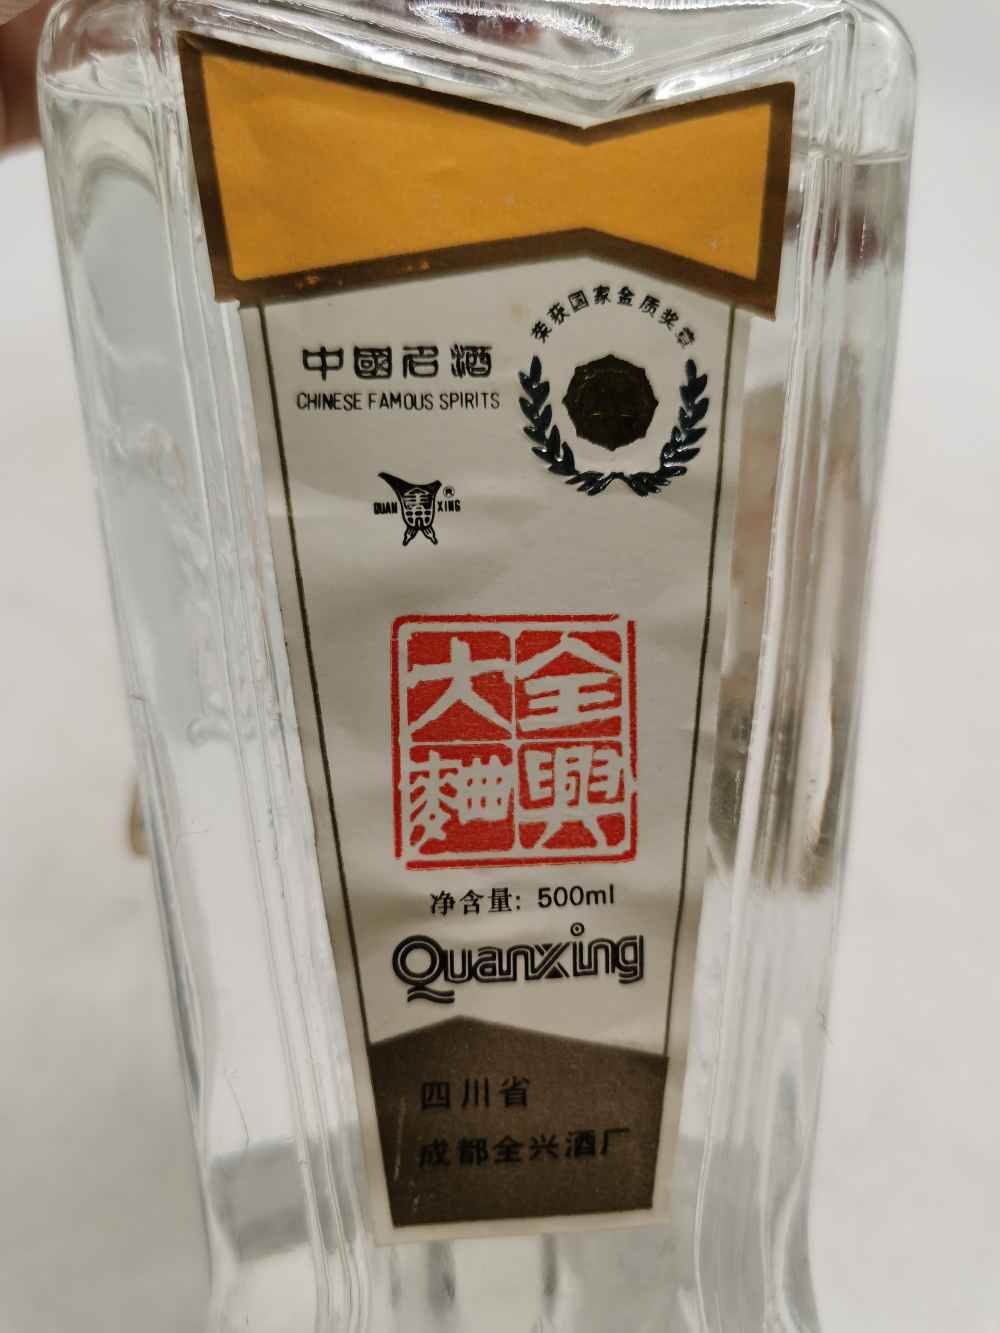 荣获国家金质奖章
中國名酒
CHINESE FAMOUS SPIRITS
QUAN XING ®
全興
大麯
净含量: 500ml
Quanxing
四川省
成都全兴酒厂